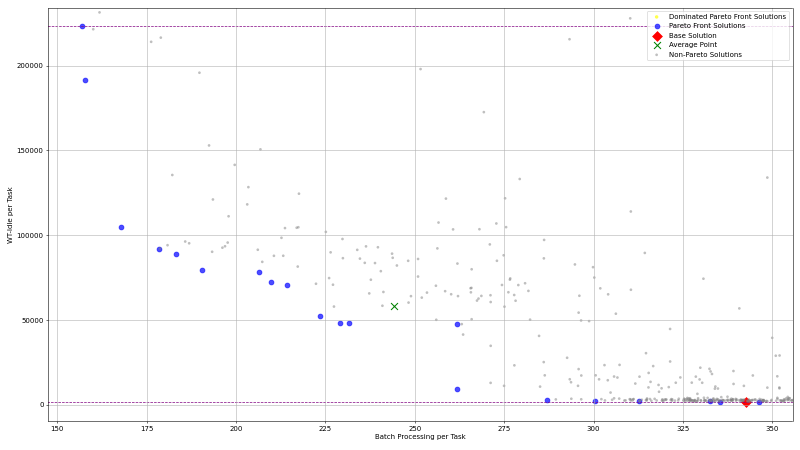 Dominated Pareto Front Solutions
Pareto Front Solutions
Base Solution
Average Point
Non-Pareto Solutions
200000
150000
100000
50000
0
WT-Idle per Task
150
175
200
225
250
275
300
325
350
Batch Processing per Task